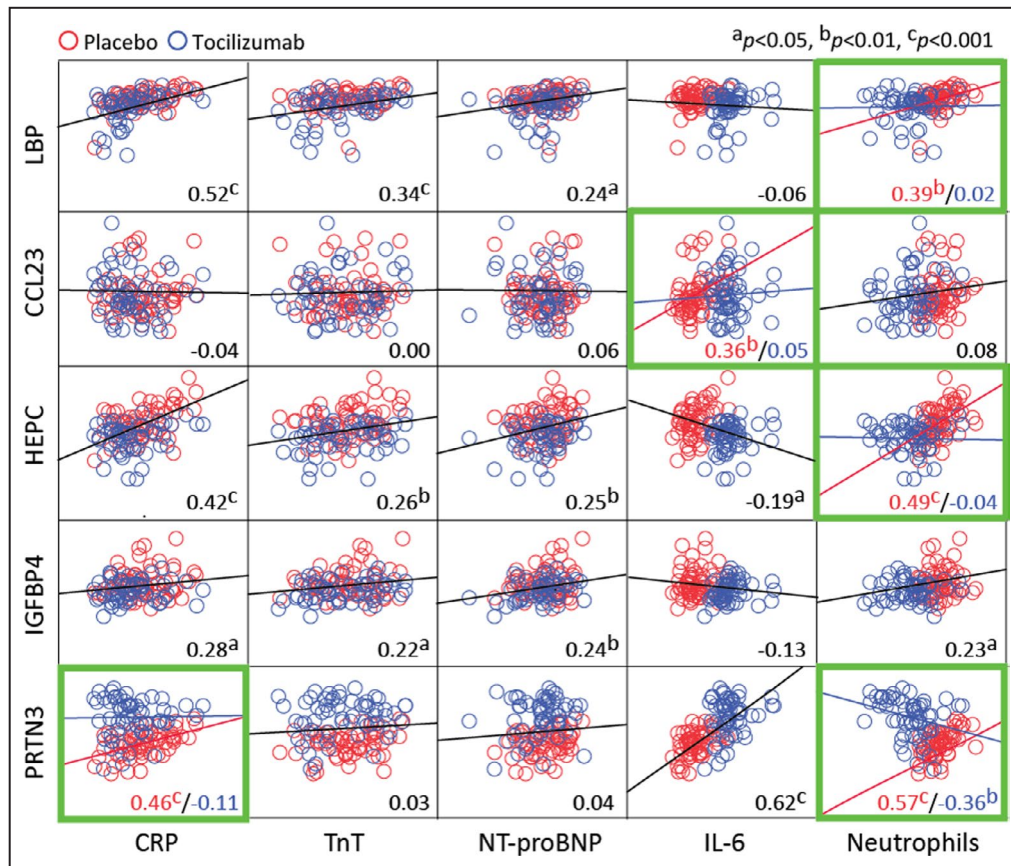 Placebo Tocilizumab
ap<0.05, bp<0.01, cp<0.001
LBP
0.52c
0.34c
0.24a
-0.06
0.39b/0.02
CCL23
-0.04
0.00
0.06
0.36b/0.05
0.08
HEPC
0.42c
0.26b
0.25b
-0.19a
0.49c/-0.04
IGFBP4
0.28a
0.22a
0.24b
-0.13
0.23a
PRTN3
0.46c/-0.11
0.03
0.04
0.62c
0.57c/-0.36b
CRP
TnT
NT-proBNP
IL-6
Neutrophils